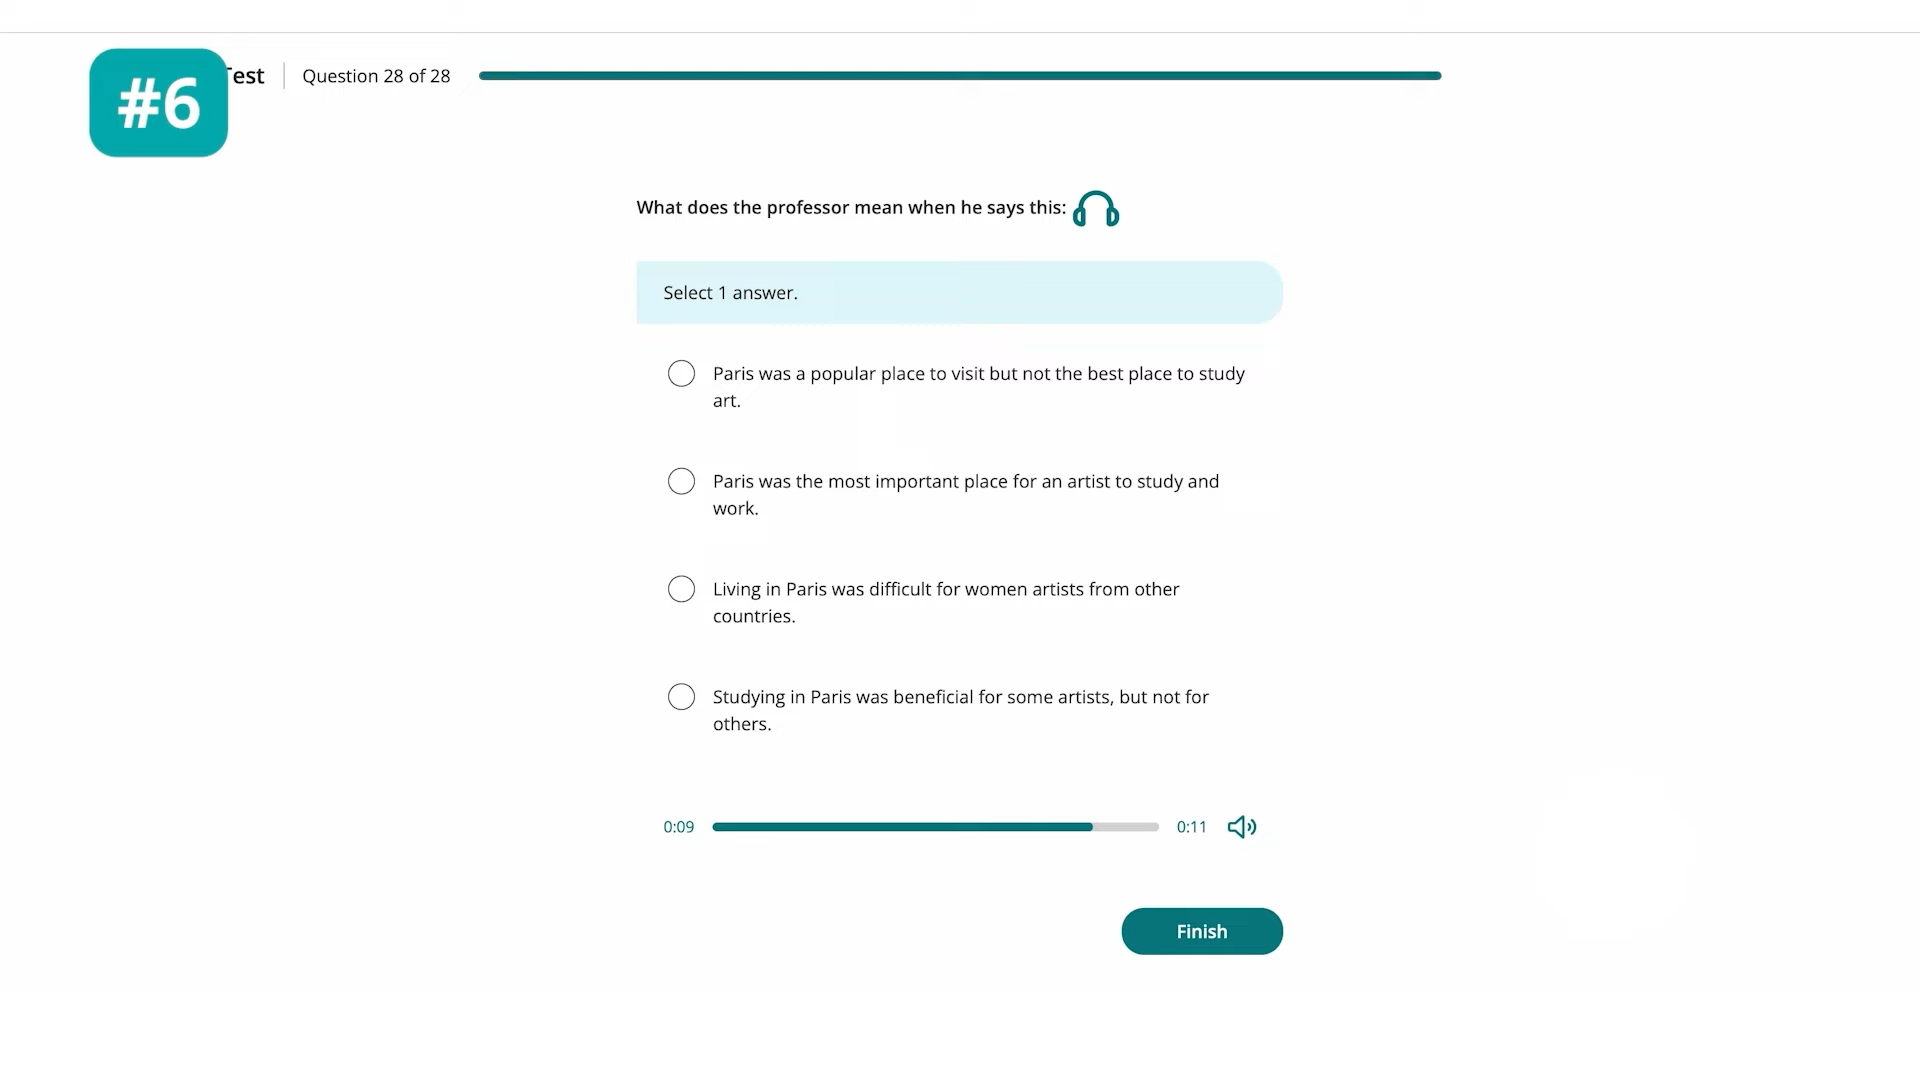 #6
Test
Question 28 of 28
What does the professor mean when he says this:
Select 1 answer.
Paris was a popular place to visit but not the best place to study
art.
Paris was the most important place for an artist to study and
work.
Living in Paris was difficult for women artists from other
countries.
Studying in Paris was beneficial for some artists, but not for
others.
0:09
0:11
Finish